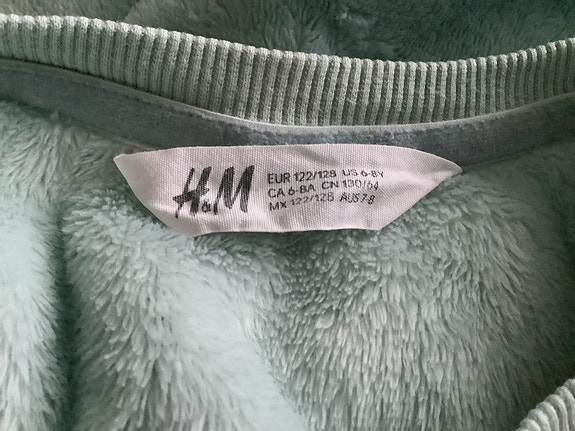 H&M
EUR 122/128 US 6-8Y
CA 6-8A CN 130/64
MX 122/128 AUS 7-8